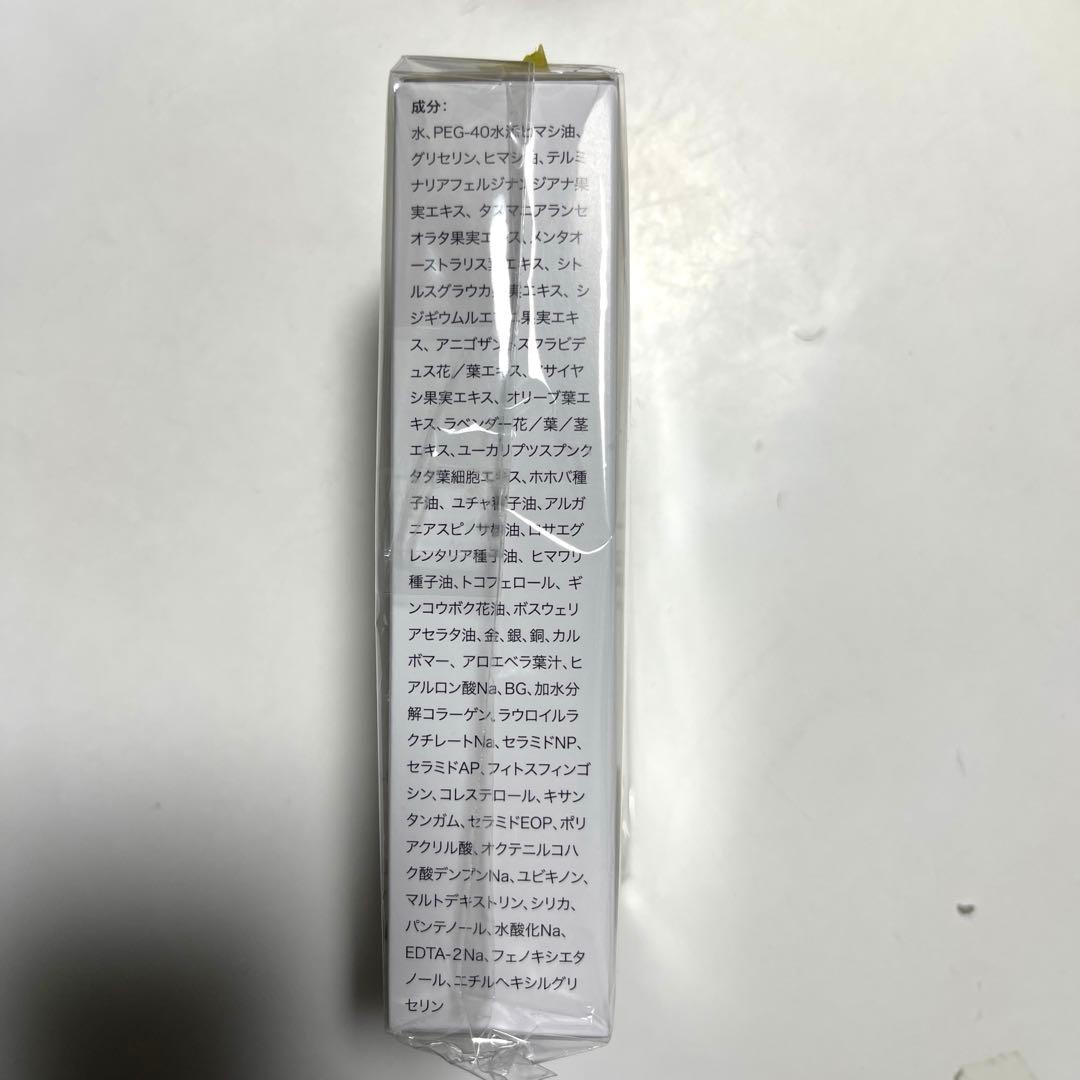 成分：
水、PEG-40水添ヒマシ油、
グリセリン、ヒマシ油、テルミ
ナリアフェルジナンジアナ果
実エキス、タスマニアランセ
オラタ果実エキス、メンタオ
ーストラリス葉エキス、シト
ルスグラウカ果実エキス、シ
ジギウムルエ果実エキ
ス、アニゴザントスフラビデ
ュス花／葉エキス、アサイヤ
シ果実エキス、オリーブ葉エ
キス、ラベンダー花／葉／茎
エキス、ユーカリプツスプンク
タタ葉細胞エキス、ホホバ種
子油、ユチャ種子油、アルガ
ニアスピノサ核油、ロサエグ
レンタリア種子油、ヒマワリ
種子油、トコフェロール、ギ
ンコウボク花油、ボスウェリ
アセラタ油、金、銀、銅、カル
ボマー、アロエベラ葉汁、ヒ
アルロン酸Na、BG、加水分
解コラーゲン、ラウロイルラ
クチレートNa、セラミドNP、
セラミドAP、フィトスフィンゴ
シン、コレステロール、キサン
タンガム、セラミドEOP、ポリ
アクリル酸、オクテニルコハ
ク酸デンプンNa、ユビキノン、
マルトデキストリン、シリカ、
パンテノール、水酸化Na、
EDTA-2Na、フェノキシエタ
ノール、エチルヘキシルグリ
セリン